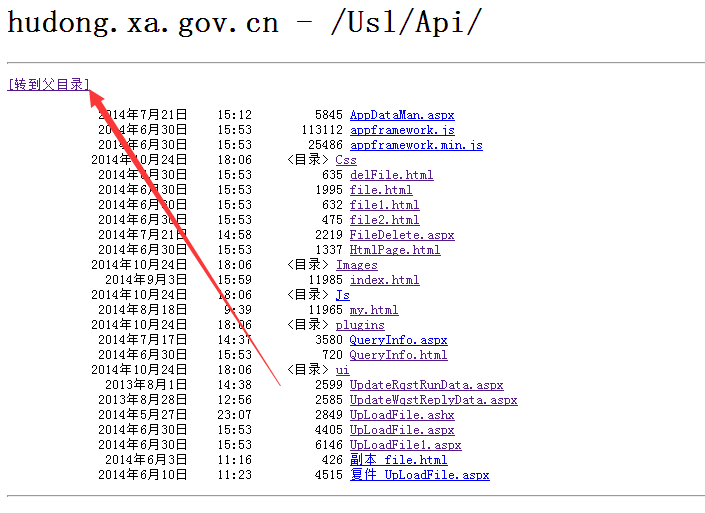 hudong.xa.gov.cn - /Usl/Api/
[转到父目录]
2014年7月21日 15:12 5845 AppDataMan.aspx
2014年6月30日 15:53 113112 appframework.js
2014年6月30日 15:53 25486 appframework.min.js
2014年10月24日 18:06 <目录> Css
2014年6月30日 15:53 635 delFile.html
2014年6月30日 15:53 1995 file.html
2014年6月30日 15:53 632 file1.html
2014年6月30日 15:53 475 file2.html
2014年7月21日 14:58 2219 FileDelete.aspx
2014年6月30日 15:53 1337 HtmlPage.html
2014年10月24日 18:06 <目录> Images
2014年9月3日 15:59 11985 index.html
2014年10月24日 18:06 <目录> Js
2014年8月18日 9:39 11965 my.html
2014年10月24日 18:06 <目录> plugins
2014年7月17日 14:37 3580 QueryInfo.aspx
2014年6月30日 15:53 720 QueryInfo.html
2014年10月24日 18:06 <目录> ui
2013年8月1日 14:38 2599 UpdateRqstRunData.aspx
2013年8月28日 12:56 2585 UpdateWqstReplyData.aspx
2014年5月27日 23:07 2849 UpLoadFile.ashx
2014年6月30日 15:53 4405 UpLoadFile.aspx
2014年6月30日 15:53 6146 UpLoadFile1.aspx
2014年6月3日 11:16 426 副本 file.html
2014年6月10日 11:23 4515 复件 UpLoadFile.aspx